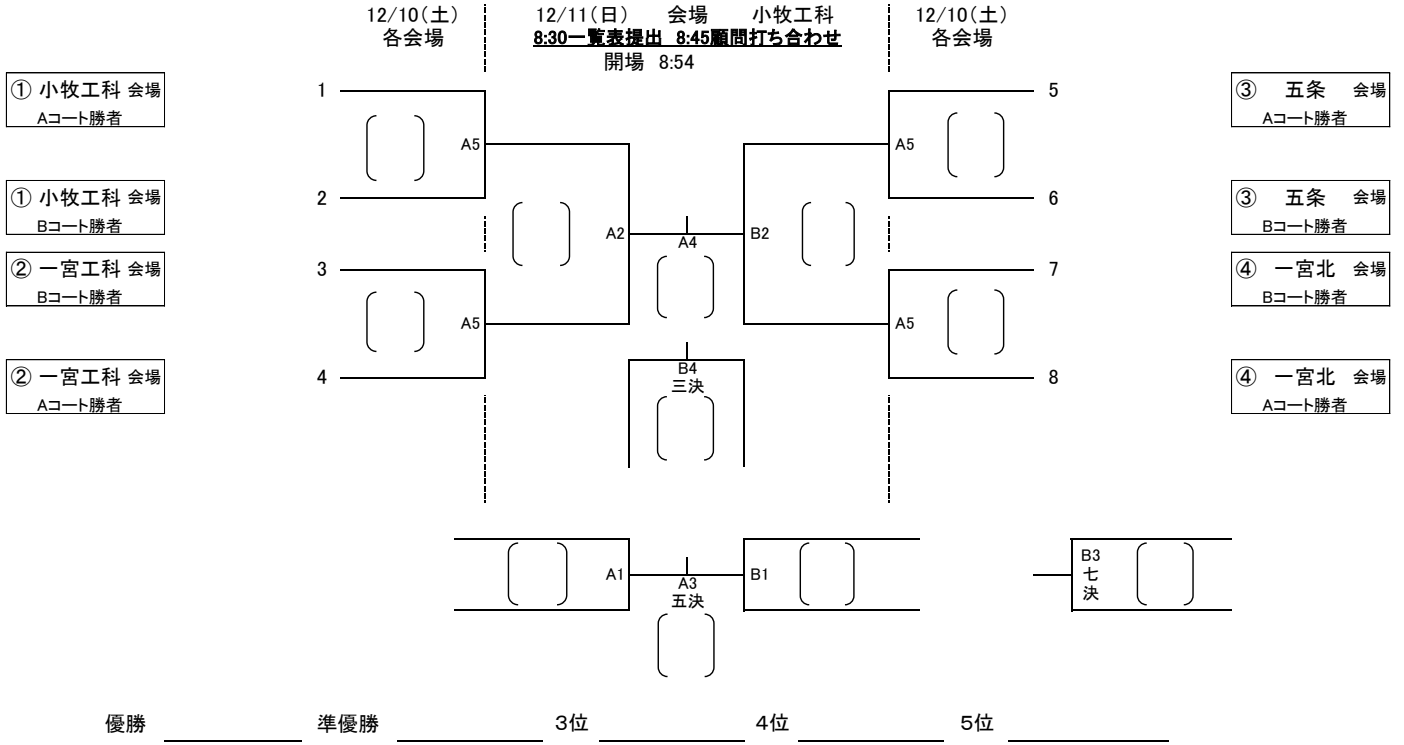 12/10(土) 12/11(日) 会場 小牧工科 12/10(土)
各会場 8:30一覧表提出 8:45顧問打ち合わせ 各会場
開場 8:54
① 小牧工科 会場 1 5 ③ 五条 会場
Aコート勝者 Aコート勝者
A5 A5
① 小牧工科 会場 2 6 ③ 五条 会場
Bコート勝者 Bコート勝者
A2 A4 B2
② 一宮工科 会場 3 7 ④ 一宮北 会場
Bコート勝者 Bコート勝者
A5 A5
② 一宮工科 会場 4 B4 8 ④ 一宮北 会場
三決
Aコート勝者 Aコート勝者
B3
A1 A3 B1 七
五決 決
優勝 準優勝 3位 4位 5位